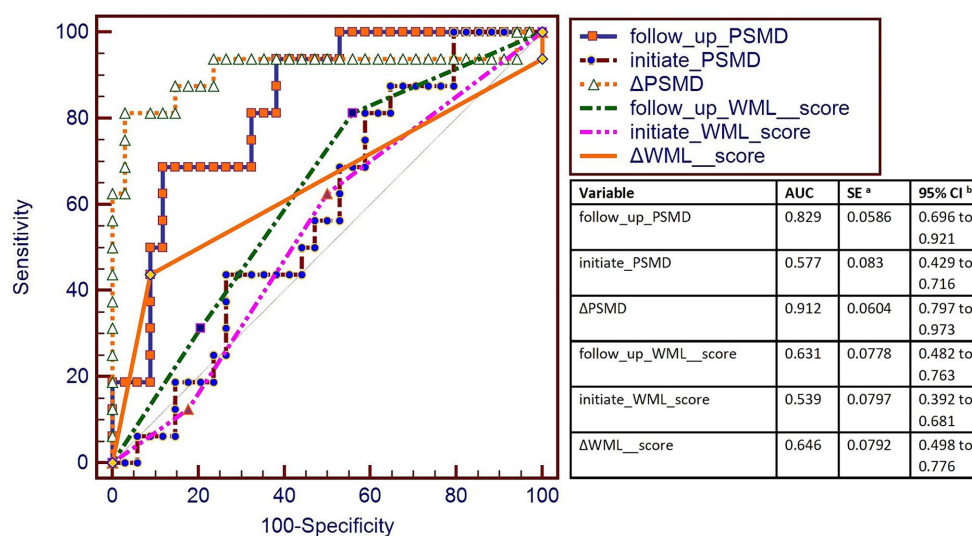 100
80
60
40
20
0
Sensitivity
0 20 40 60 80 100
100-Specificity
follow_up_PSMD
initiate_PSMD
ΔPSMD
follow_up_WML__score
initiate_WML_score
ΔWML__score
Variable AUC SE a 95% CI b
follow_up_PSMD 0.829 0.0586 0.696 to
0.921
initiate_PSMD 0.577 0.083 0.429 to
0.716
ΔPSMD 0.912 0.0604 0.797 to
0.973
follow_up_WML__score 0.631 0.0778 0.482 to
0.763
initiate_WML_score 0.539 0.0797 0.392 to
0.681
ΔWML__score 0.646 0.0792 0.498 to
0.776